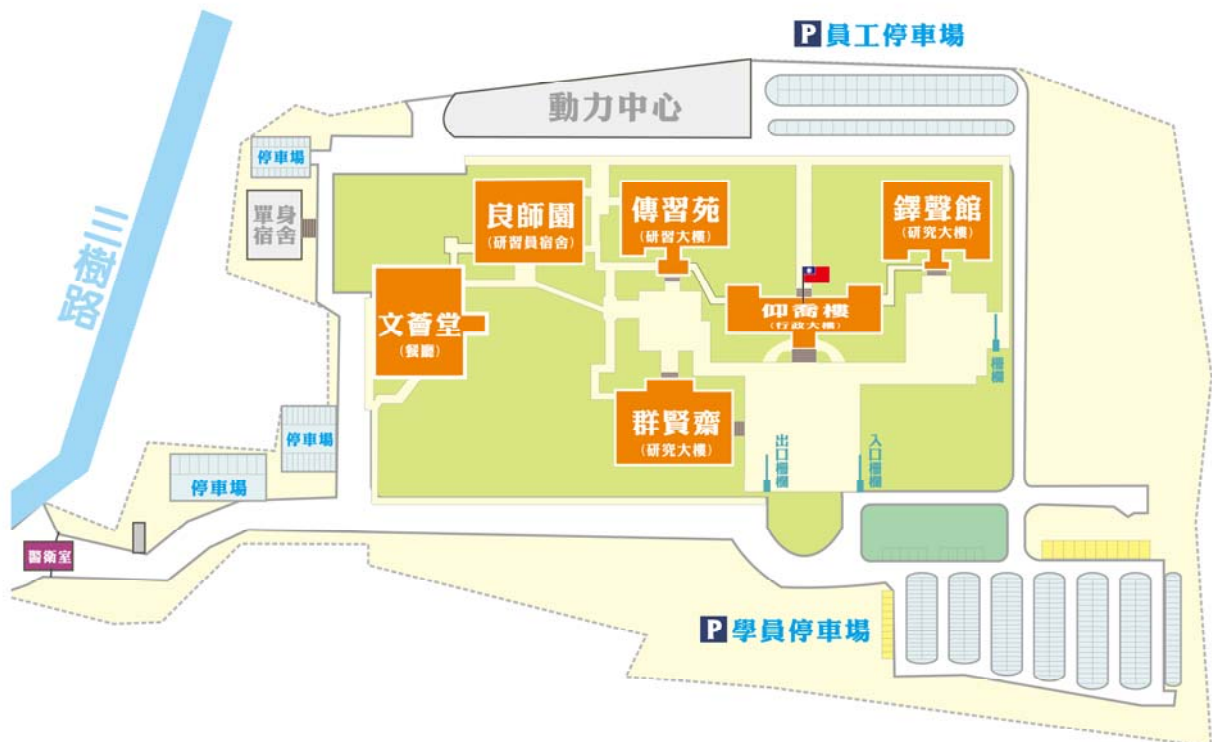 P 員工停車場
動力中心
停車場
單身
宿舍
三樹路
良師園
(研習員宿舍)
傳習苑
(研習大樓)
鐸聲館
(研究大樓)
文薈堂
(餐廳)
仰喬樓
(行政大樓)
柵欄
群賢齋
(研究大樓)
出口柵欄
入口柵欄
停車場
停車場
警衛室
P 學員停車場